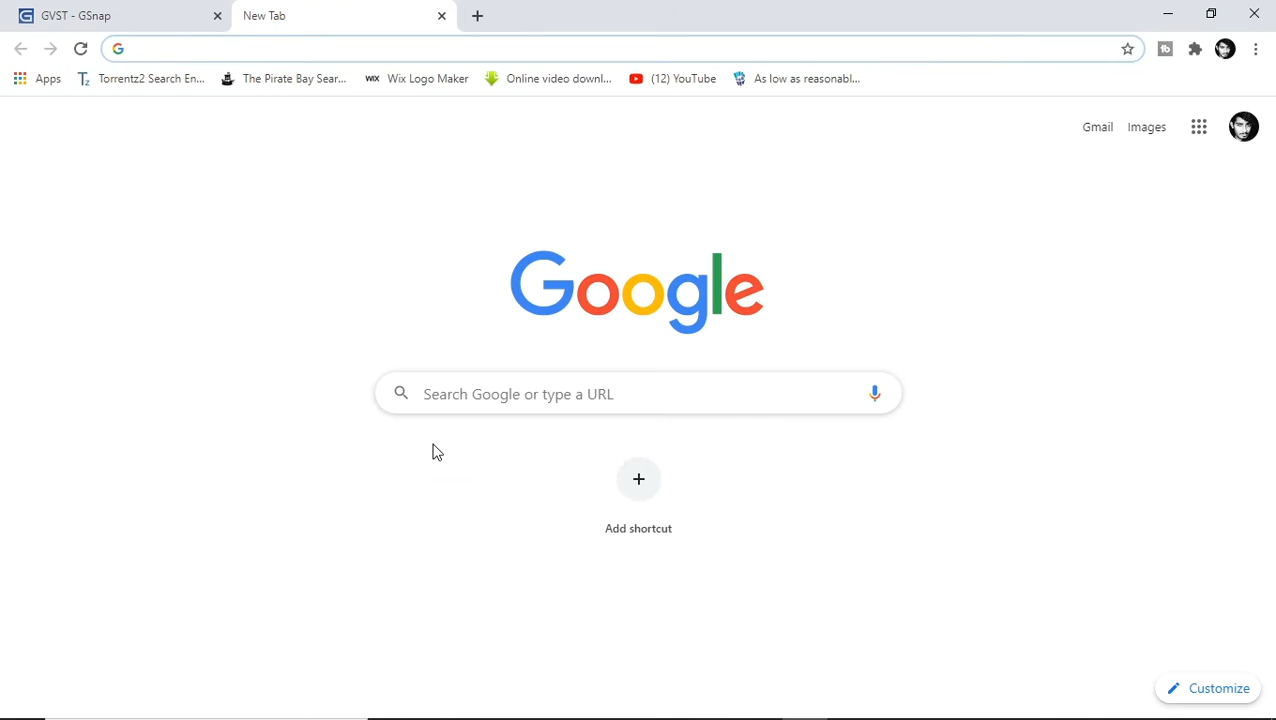 GVST - GSnap
New Tab
Apps
Torrentz2 Search En...
The Pirate Bay Sear...
WIX Wix Logo Maker
Online video downl...
(12) YouTube
As low as reasonabl...
Gmail
Images
Google
Search Google or type a URL
Add shortcut
Customize